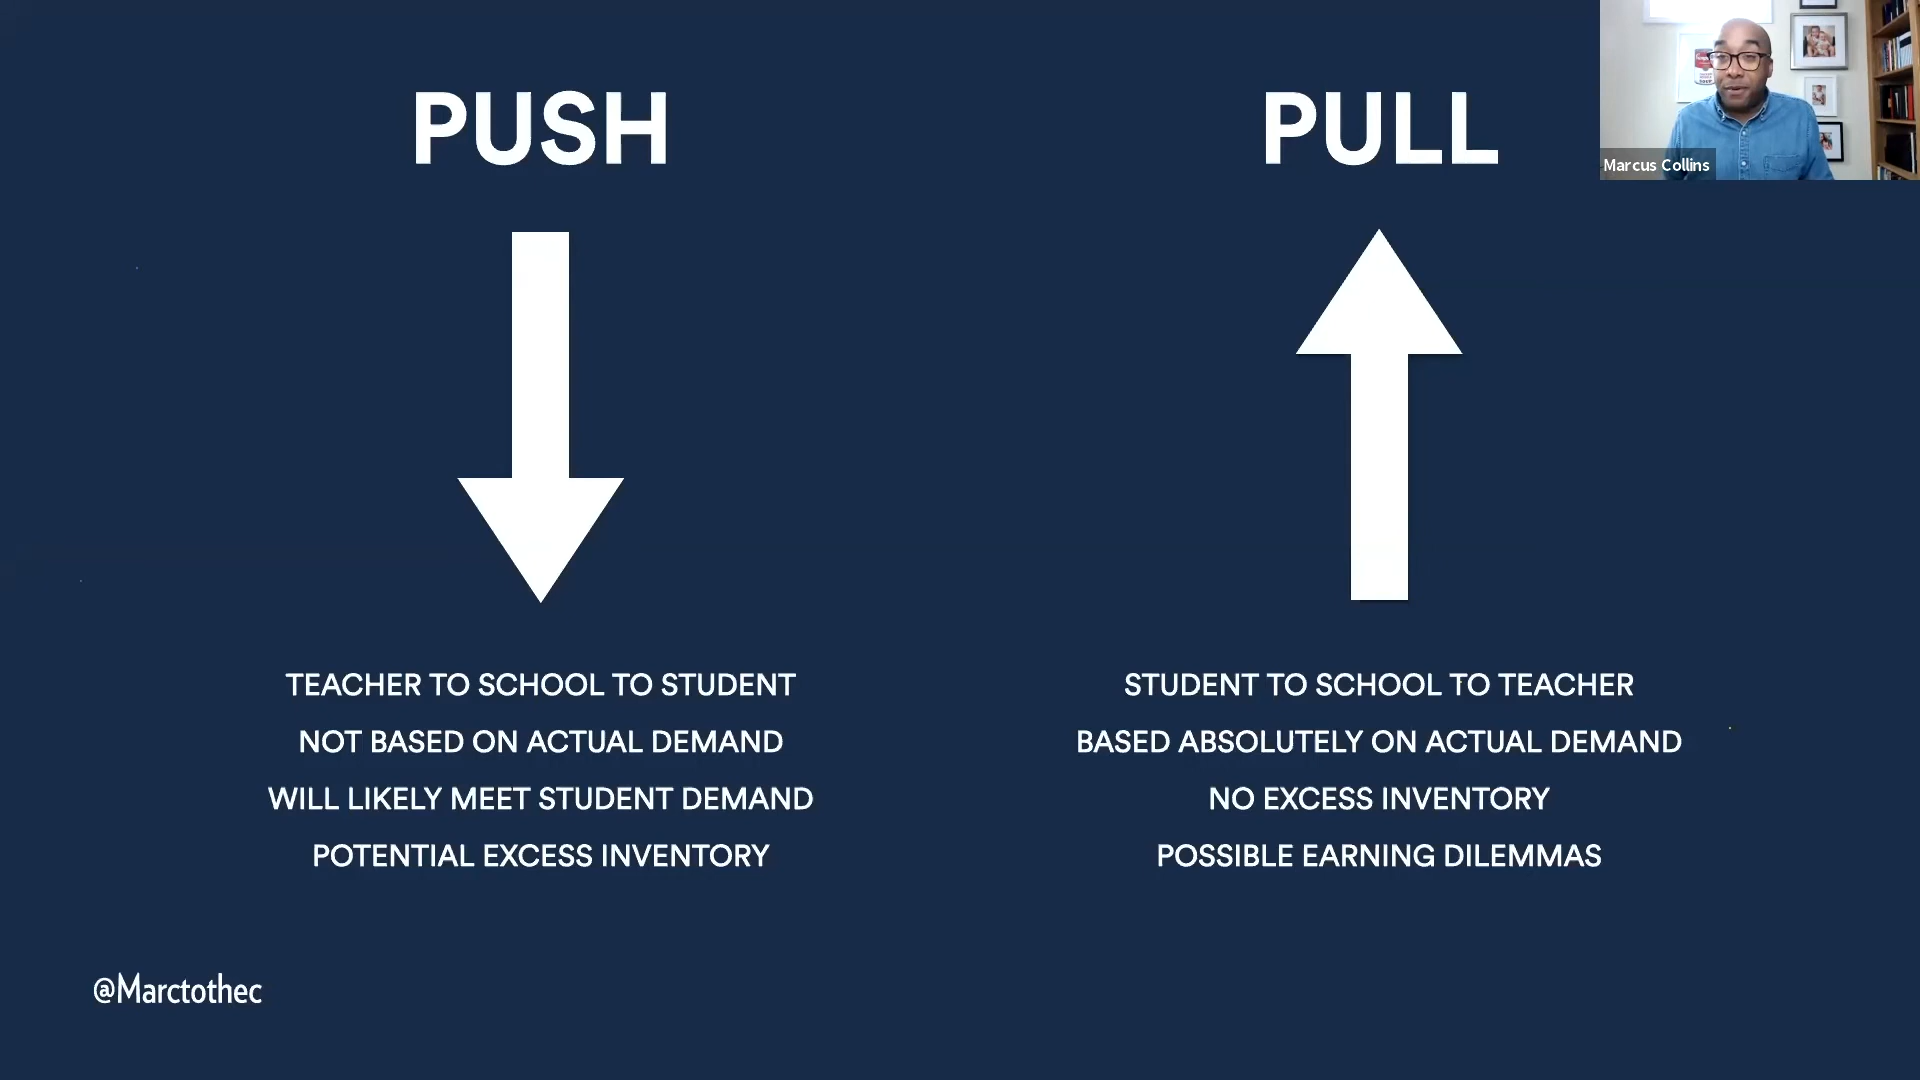 PUSH
PULL
Marcus Collins
TEACHER TO SCHOOL TO STUDENT
NOT BASED ON ACTUAL DEMAND
WILL LIKELY MEET STUDENT DEMAND
POTENTIAL EXCESS INVENTORY
STUDENT TO SCHOOL TO TEACHER
BASED ABSOLUTELY ON ACTUAL DEMAND
NO EXCESS INVENTORY
POSSIBLE EARNING DILEMMAS
@Marctothec